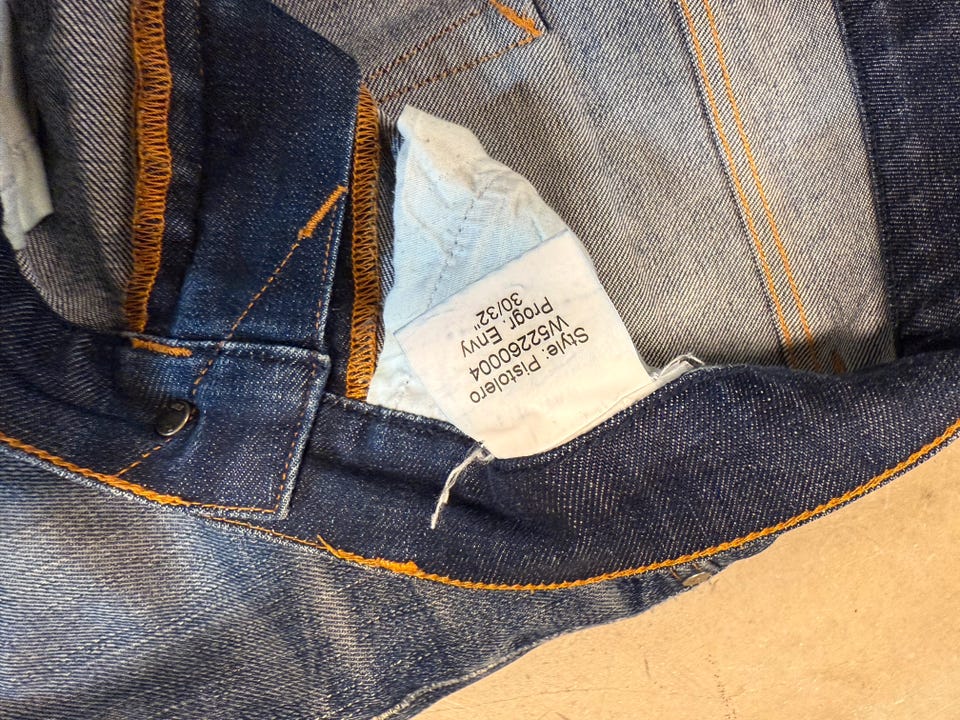 Style: Pistolero
W52260004
Progr. Envy
30/32"